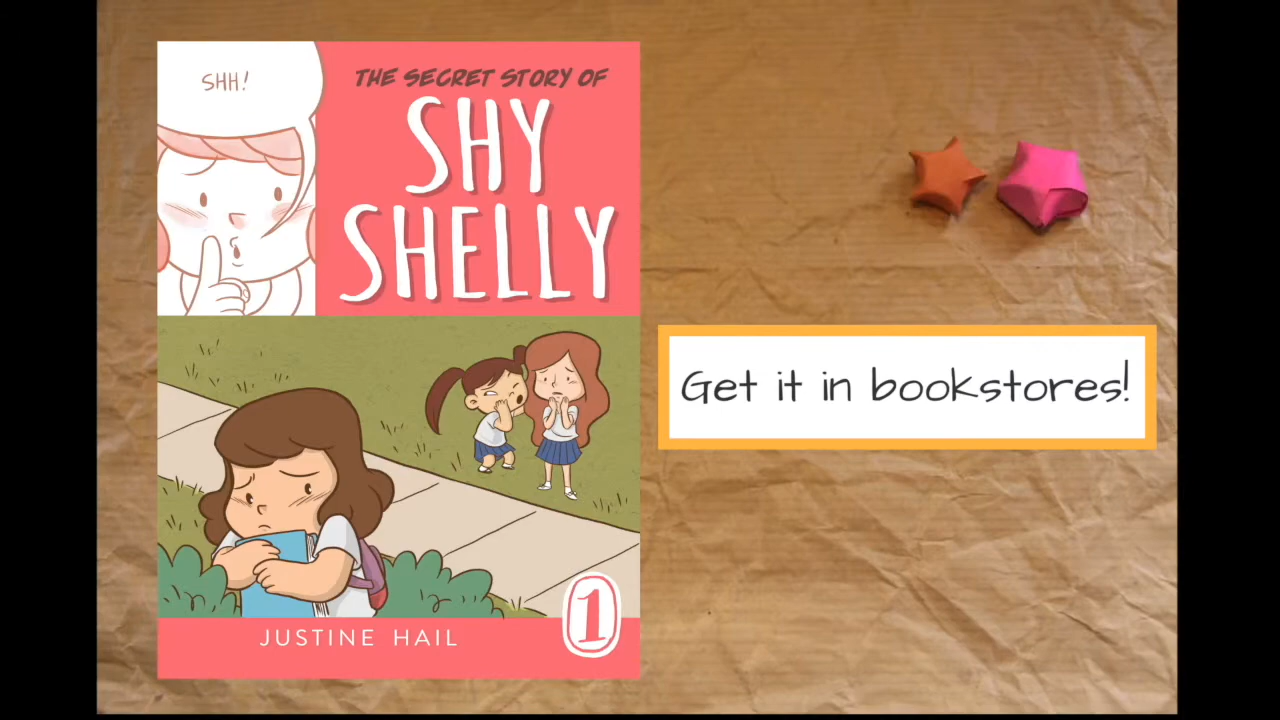 SHH!
THE SECRET STORY OF
SHY
SHELLY
1
JUSTINE HAIL
Get it in bookstores!